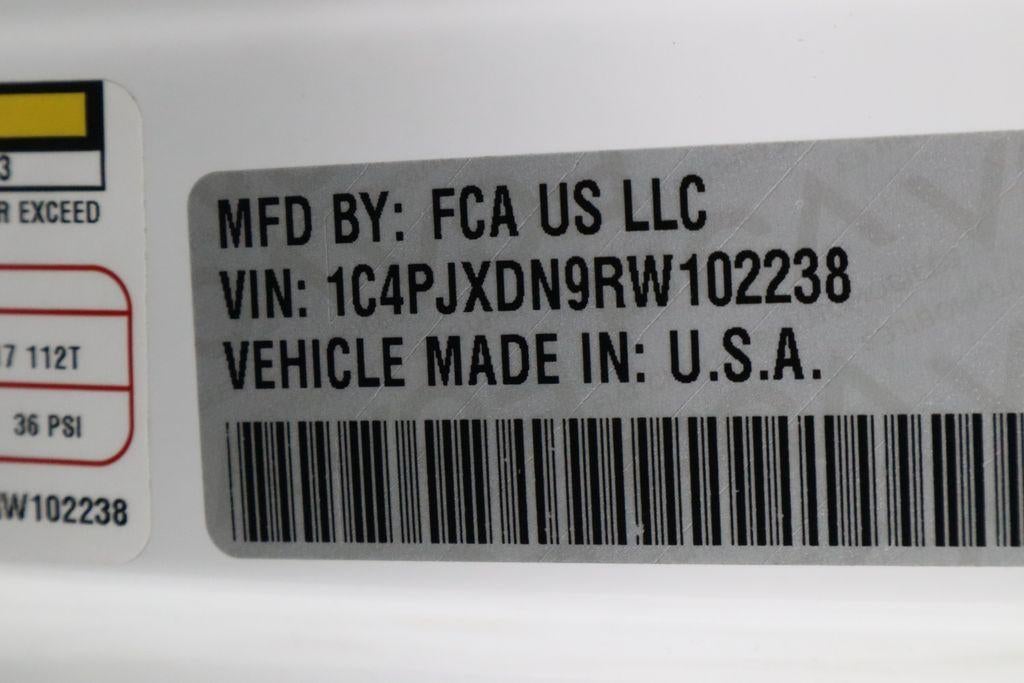 3
R EXCEED
7 112T
36 PSI
W102238
MFD BY: FCA US LLC
VIN: 1C4PJXDN9RW102238
VEHICLE MADE IN: U.S.A.